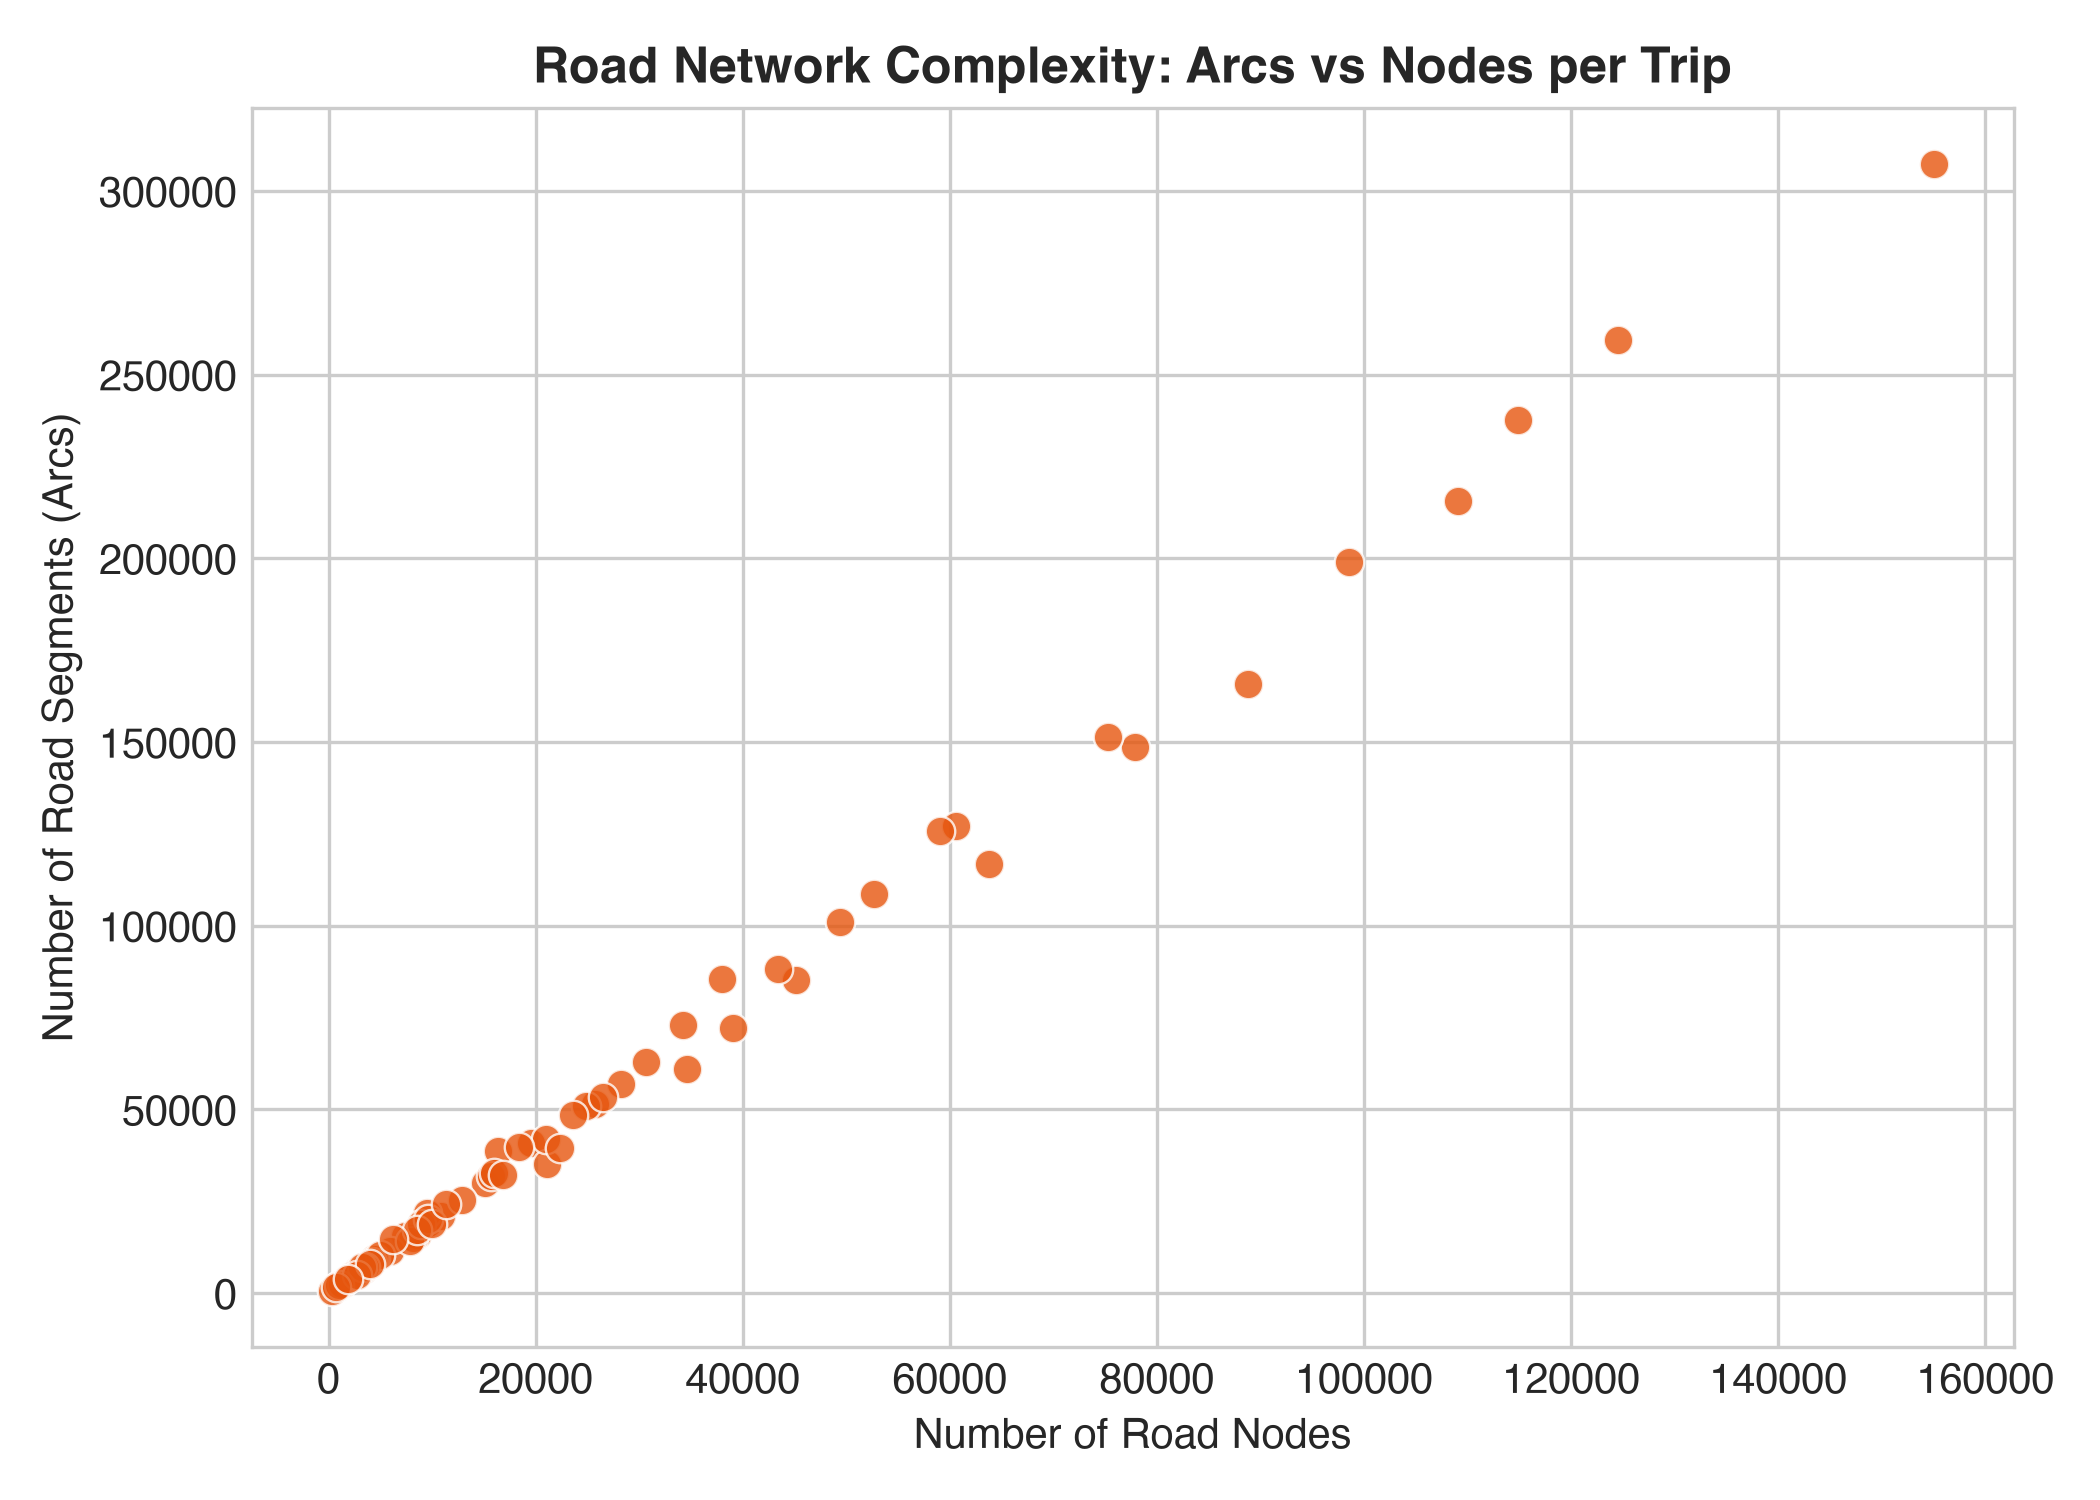 Road Network Complexity: Arcs vs Nodes per Trip
Number of Road Segments (Arcs)
300000
250000
200000
150000
100000
50000
0
0 20000 40000 60000 80000 100000 120000 140000 160000
Number of Road Nodes